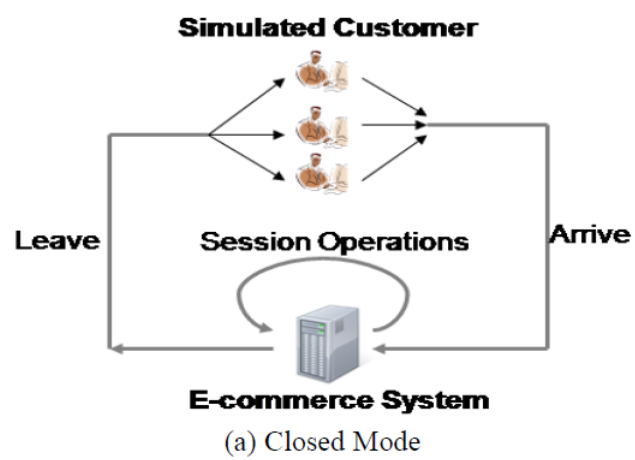 Simulated Customer
Leave
Session Operations
Arrive
E-commerce System
(a) Closed Mode